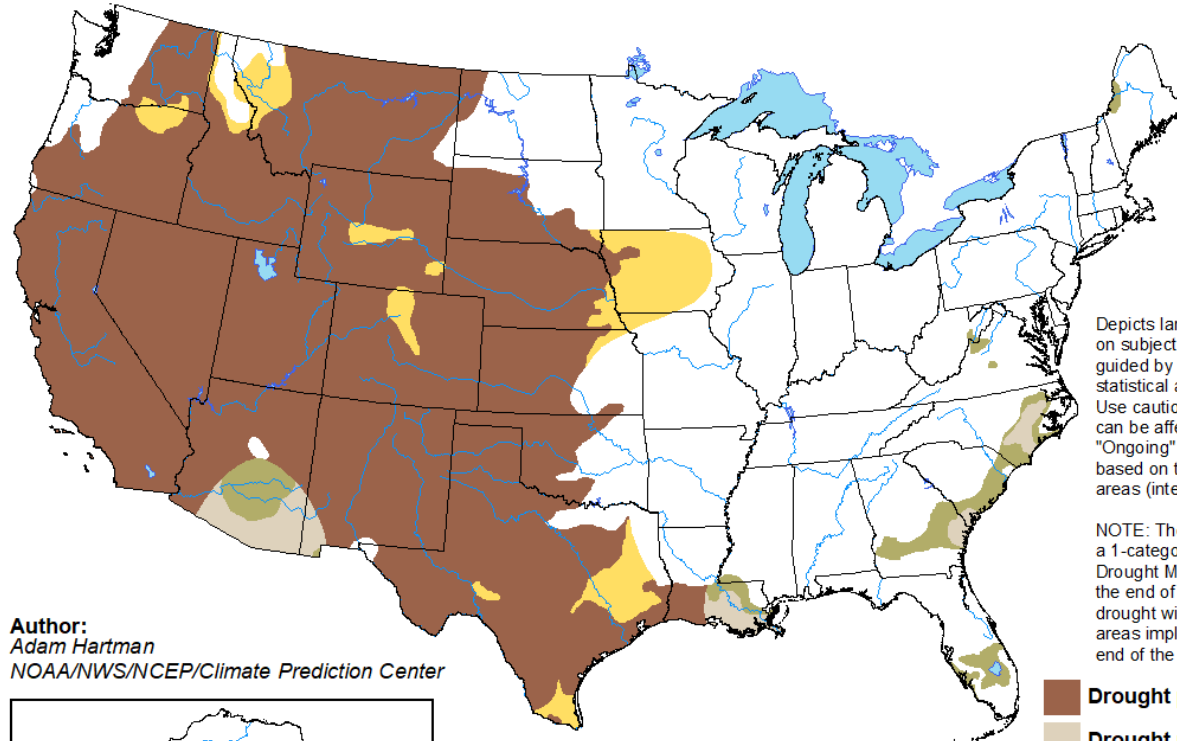 Depicts lar
on subject
guided by
statistical a
Use cautio
can be affe
"Ongoing"
based on t
areas (inte
NOTE: The
a 1-catego
Drought M
the end of
drought wi
areas impl
end of the
Author:
Adam Hartman
NOAA/NWS/NCEP/Climate Prediction Center
Drought
Drought